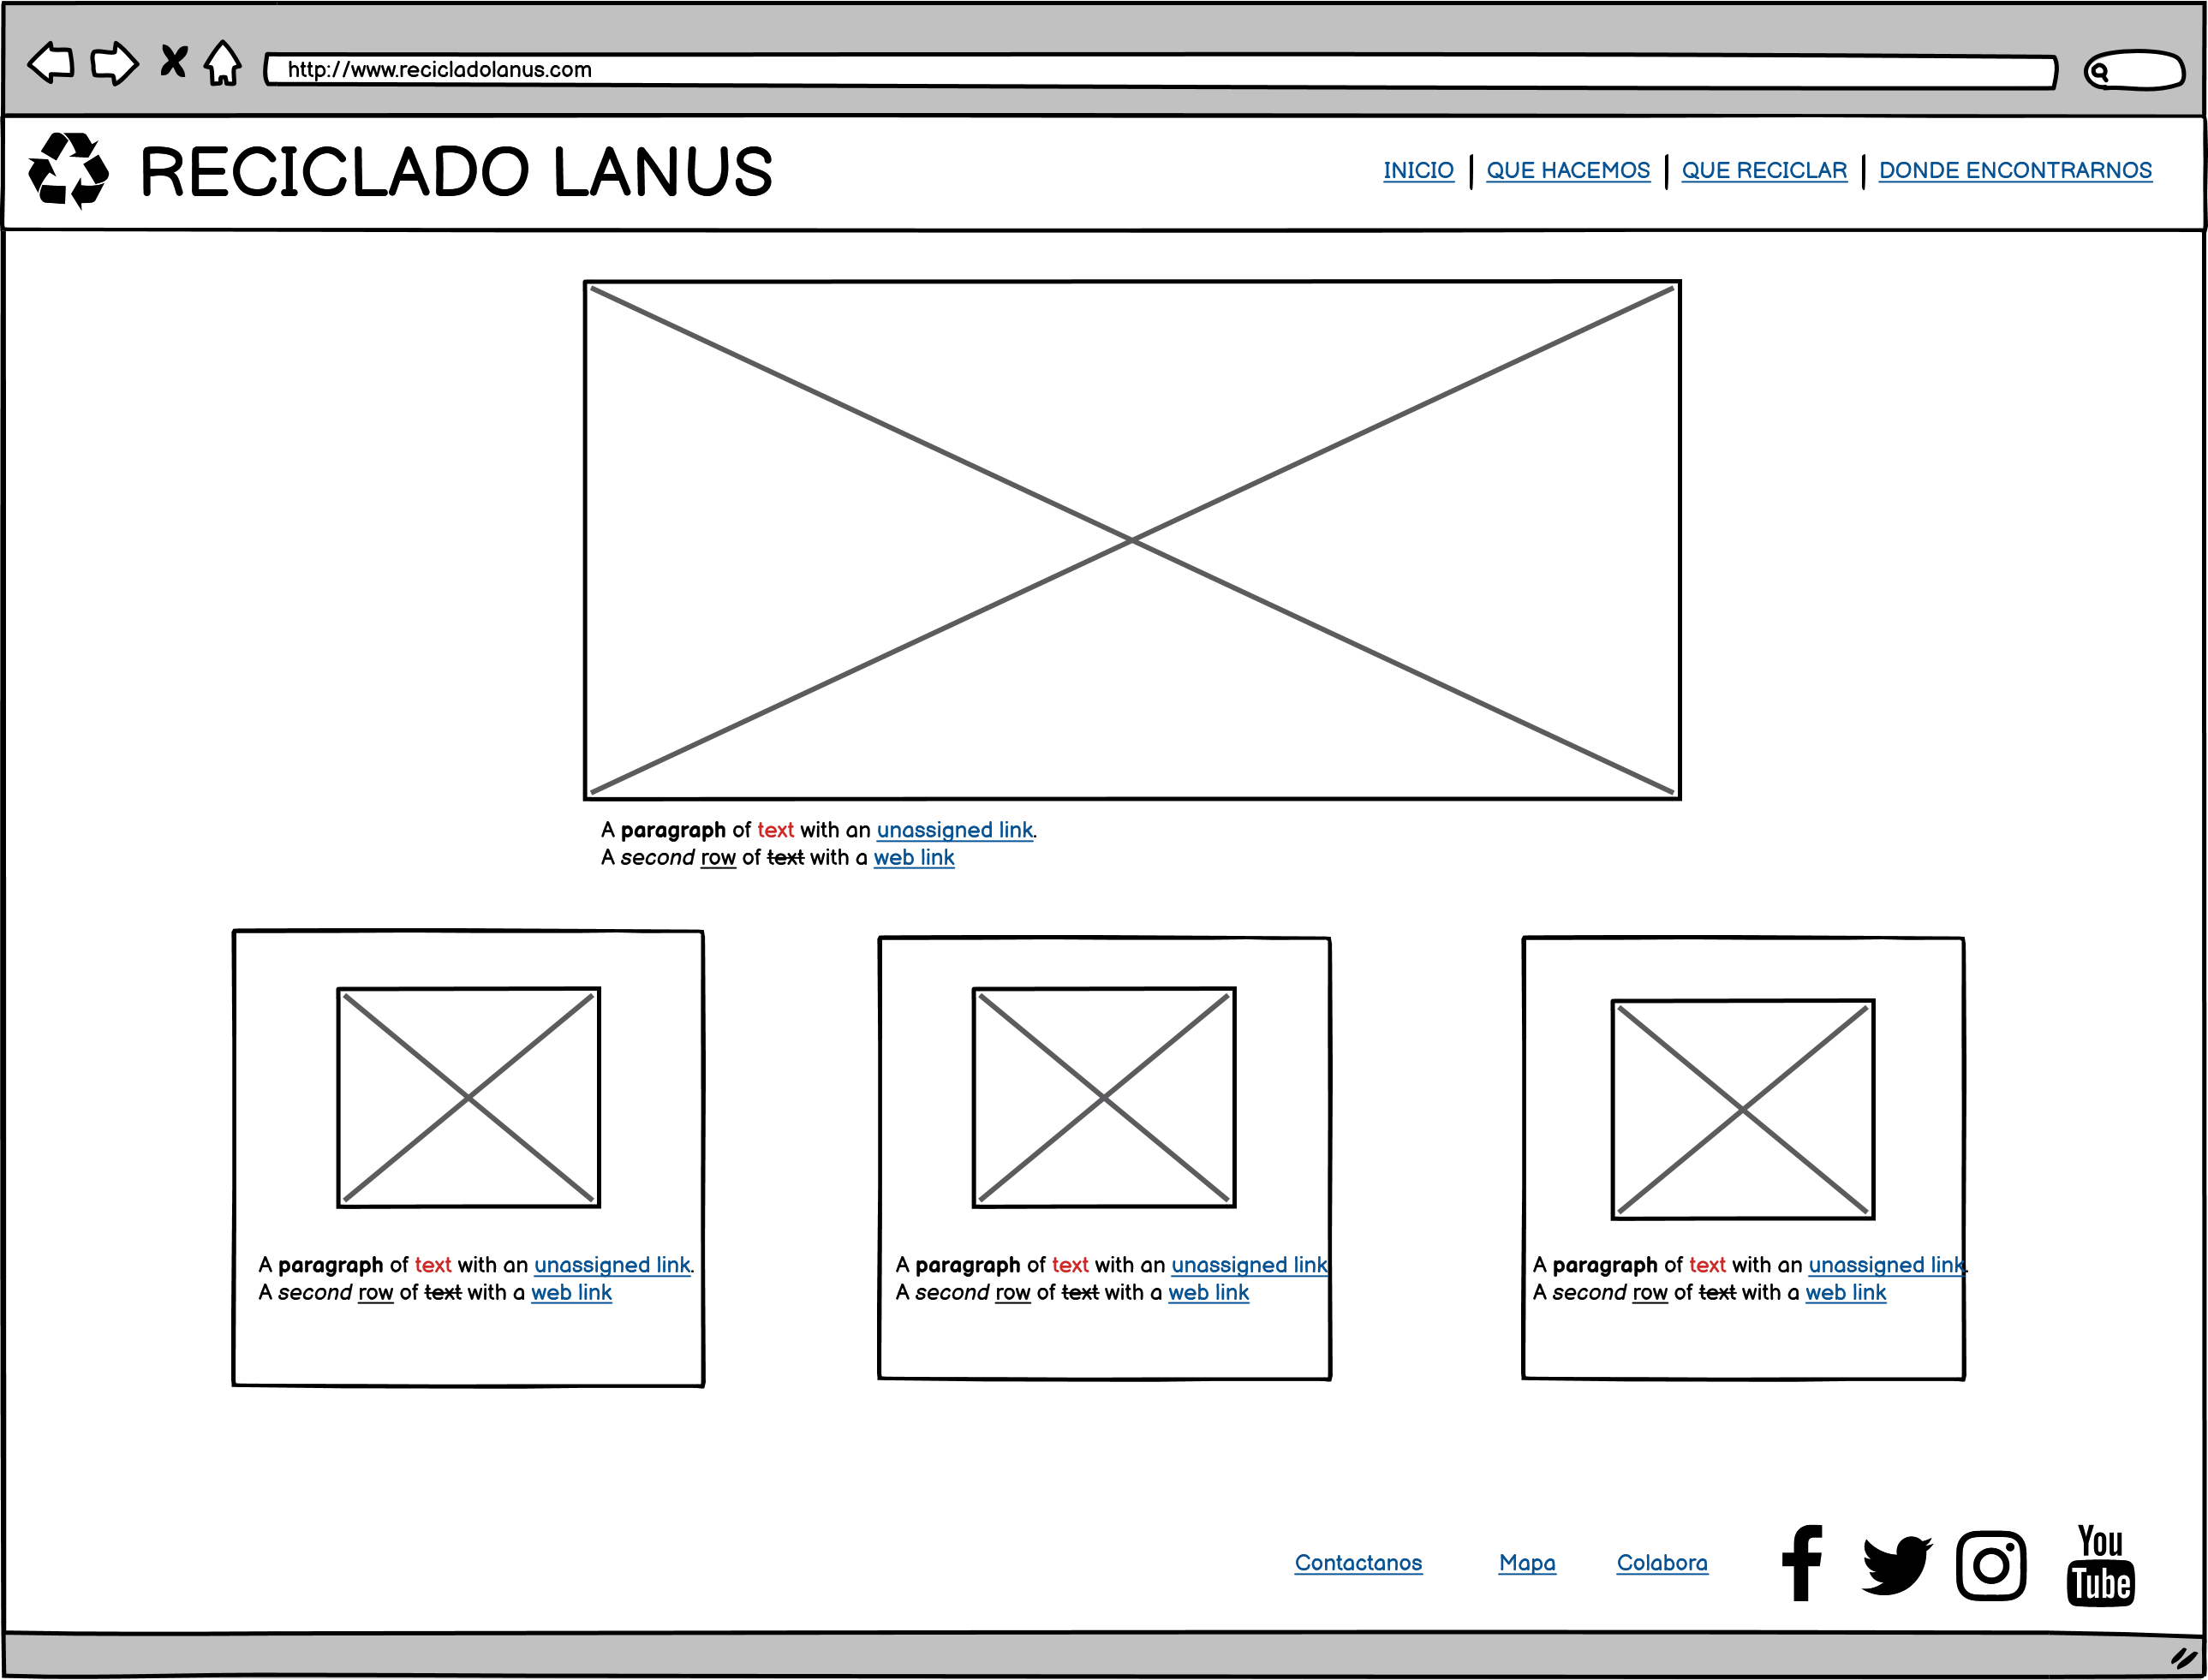 http://www.recicladolanus.com
RECICLADO LANUS
INICIO | QUE HACEMOS | QUE RECICLAR | DONDE ENCONTRARNOS
A paragraph of text with an unassigned link.
A second row of text with a web link
A paragraph of text with an unassigned link.
A second row of text with a web link
A paragraph of text with an unassigned link
A second row of text with a web link
A paragraph of text with an unassigned link.
A second row of text with a web link
Contactanos Mapa Colabora
You
Tube